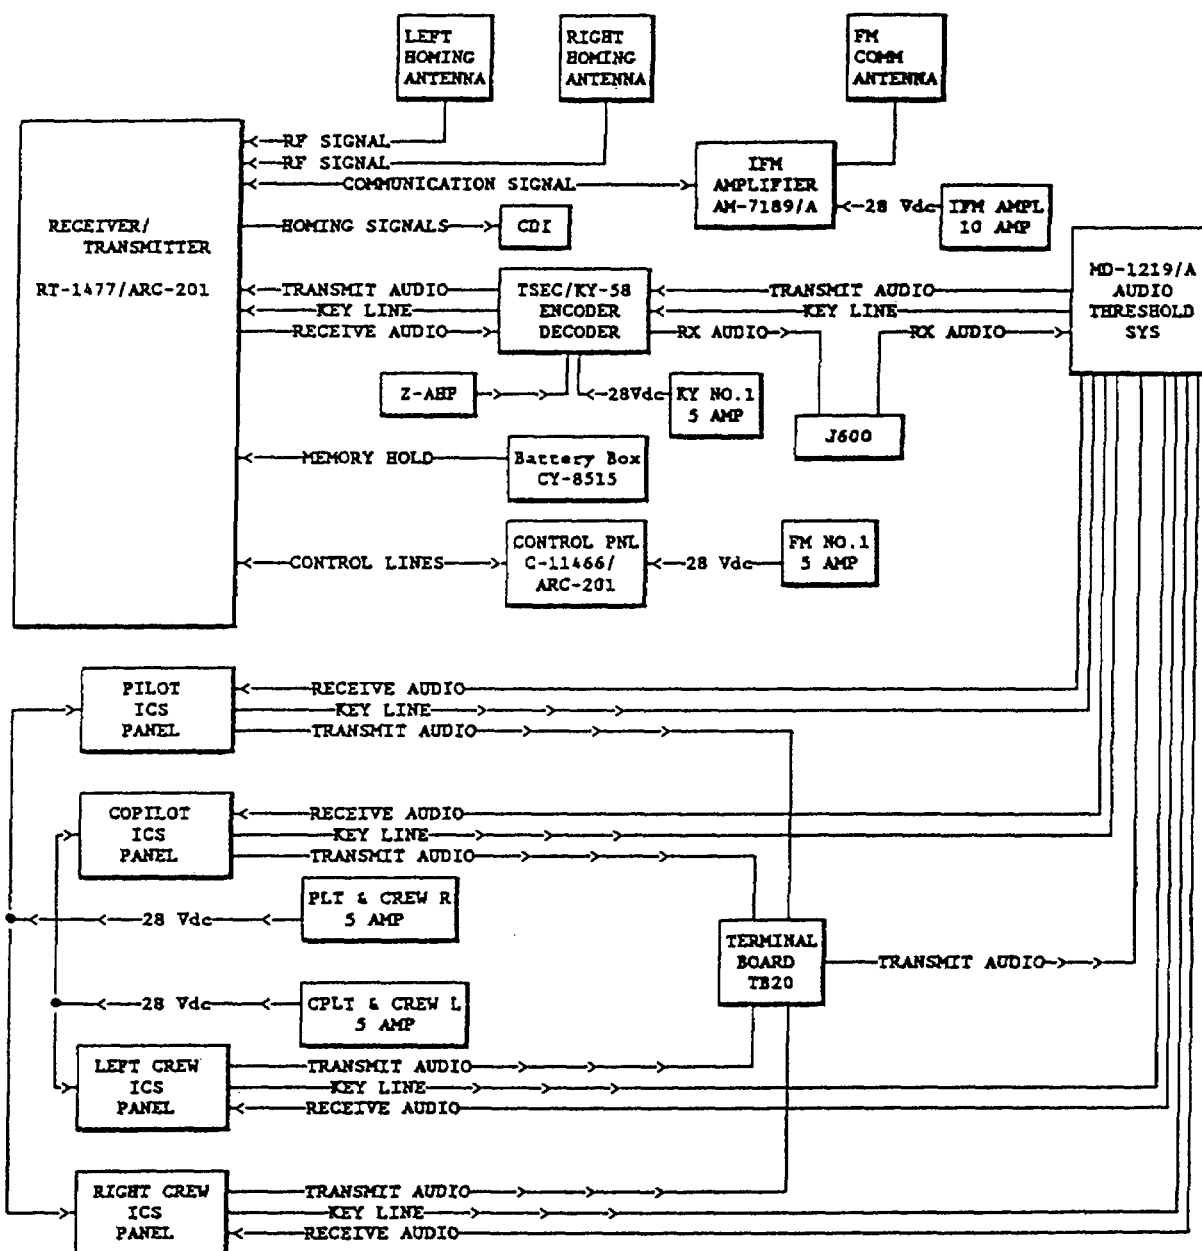 LEFT
HOMING
ANTENNA
RIGHT
HOMING
ANTENNA
FM
COMM
ANTENNA
RF SIGNAL
RF SIGNAL
COMMUNICATION SIGNAL
IFM
AMPLIFIER
AM-7189/A
28 Vdc
IFM AMPL
10 AMP
RECEIVER/
TRANSMITTER
RT-1477/ARC-201
HOMING SIGNALS
CDI
MD-1219/A
AUDIO
THRESHOLD
SYS
TRANSMIT AUDIO
KEY LINE
RECEIVE AUDIO
TSEC/KY-58
ENCODER
DECODER
TRANSMIT AUDIO
KEY LINE
RX AUDIO
RX AUDIO
Z-AHP
28Vdc
KY NO.1
5 AMP
J600
MEMORY HOLD
Battery Box
CY-8515
CONTROL LINES
CONTROL PNL
C-11466/
ARC-201
28 Vdc
FM NO.1
5 AMP
PILOT
ICS
PANEL
RECEIVE AUDIO
KEY LINE
TRANSMIT AUDIO
COPILOT
ICS
PANEL
RECEIVE AUDIO
KEY LINE
TRANSMIT AUDIO
28 Vdc
PLT & CREW R
5 AMP
TERMINAL
BOARD
TB20
TRANSMIT AUDIO
28 Vdc
CPLT & CREW L
5 AMP
LEFT CREW
ICS
PANEL
TRANSMIT AUDIO
KEY LINE
RECEIVE AUDIO
RIGHT CREW
ICS
PANEL
TRANSMIT AUDIO
KEY LINE
RECEIVE AUDIO